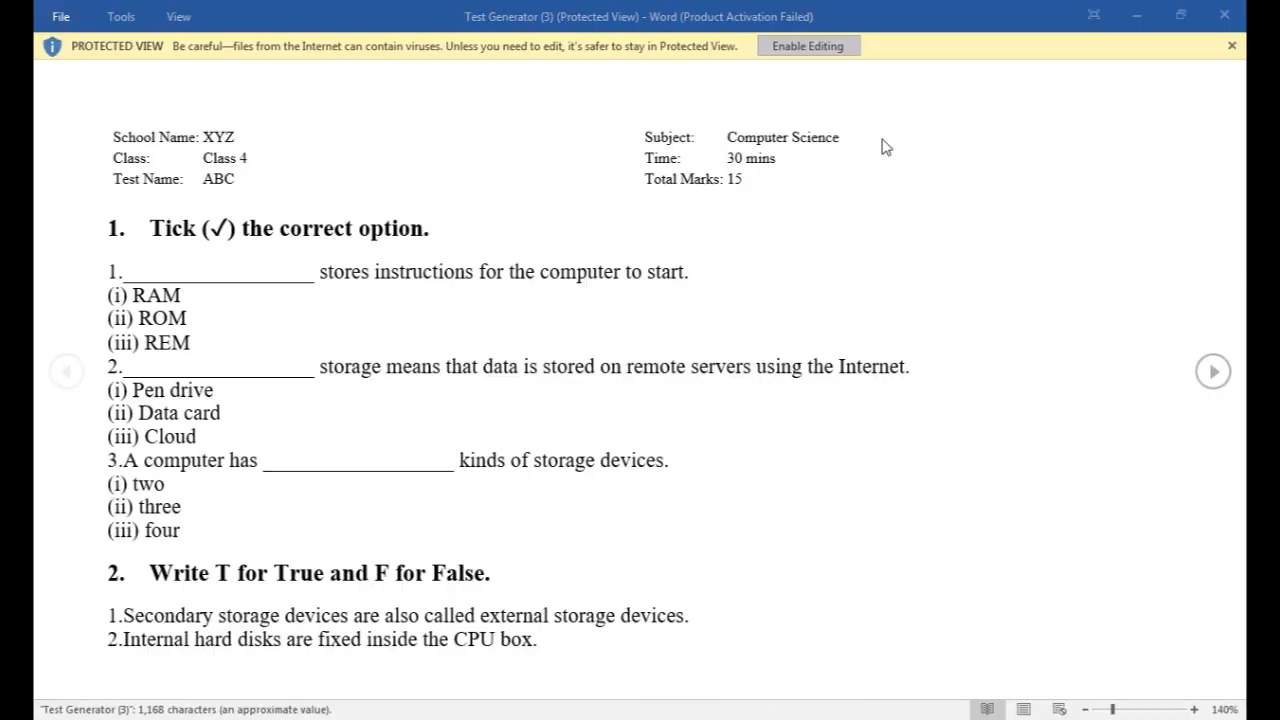 File Tools View Test Generator (3) (Protected View) - Word (Product Activation Failed)
PROTECTED VIEW Be careful—files from the Internet can contain viruses. Unless you need to edit, it's safer to stay in Protected View. Enable Editing
School Name: XYZ Subject: Computer Science
Class: Class 4 Time: 30 mins
Test Name: ABC Total Marks: 15
1. Tick (✓) the correct option.
1.__________________ stores instructions for the computer to start.
(i) RAM
(ii) ROM
(iii) REM
2.__________________ storage means that data is stored on remote servers using the Internet.
(i) Pen drive
(ii) Data card
(iii) Cloud
3.A computer has __________________ kinds of storage devices.
(i) two
(ii) three
(iii) four
2. Write T for True and F for False.
1.Secondary storage devices are also called external storage devices.
2.Internal hard disks are fixed inside the CPU box.
"Test Generator (3)": 1,168 characters (an approximate value). 140%